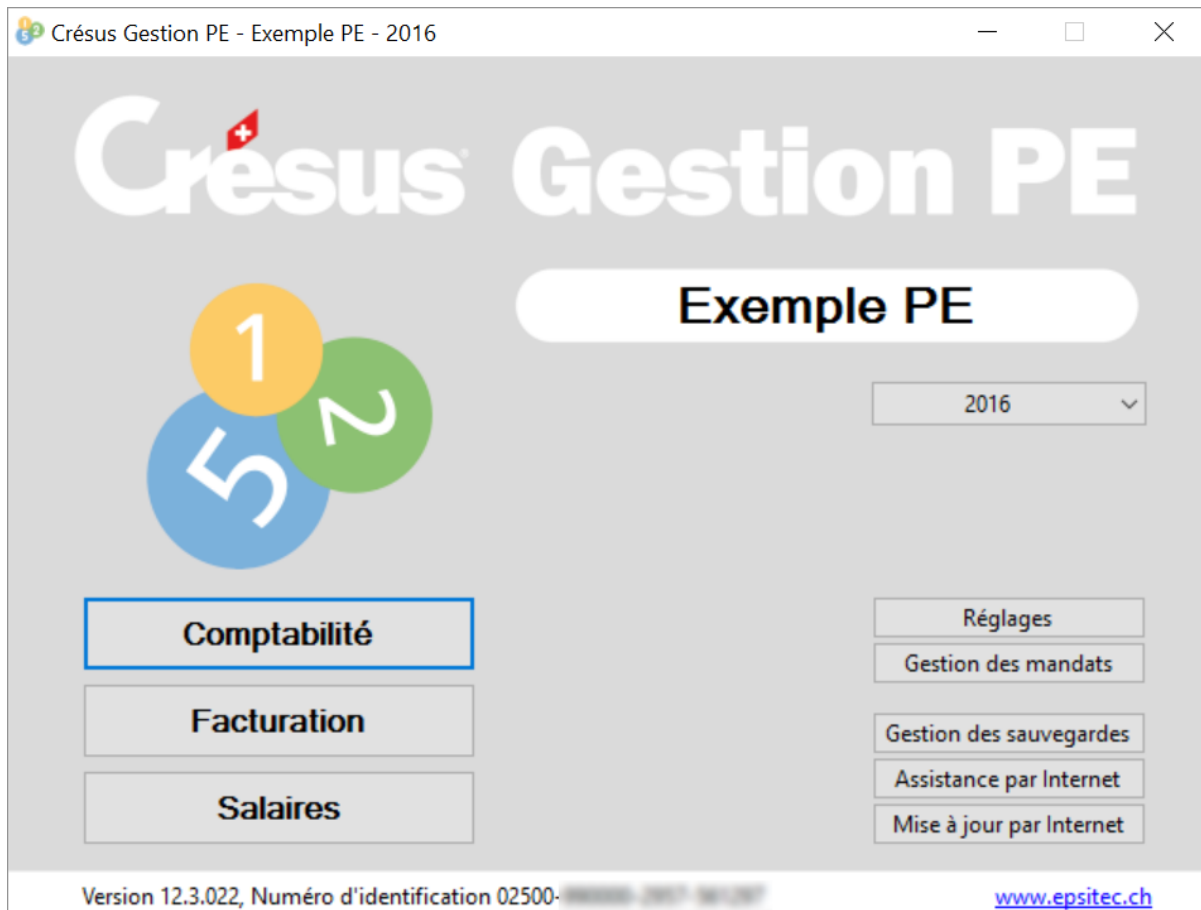 Crésus Gestion PE - Exemple PE - 2016
Crésus® Gestion PE
Exemple PE
1
2
5
2016
Comptabilité
Facturation
Salaires
Réglages
Gestion des mandats
Gestion des sauvegardes
Assistance par Internet
Mise à jour par Internet
Version 12.3.022, Numéro d'identification 02500-
www.epsitec.ch